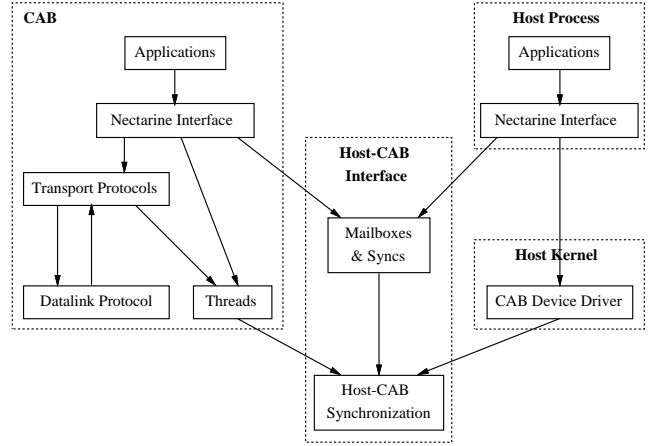 CAB
Applications
Nectarine Interface
Transport Protocols
Datalink Protocol
Threads
Host-CAB
Interface
Mailboxes
& Syncs
Host-CAB
Synchronization
Host Process
Applications
Nectarine Interface
Host Kernel
CAB Device Driver